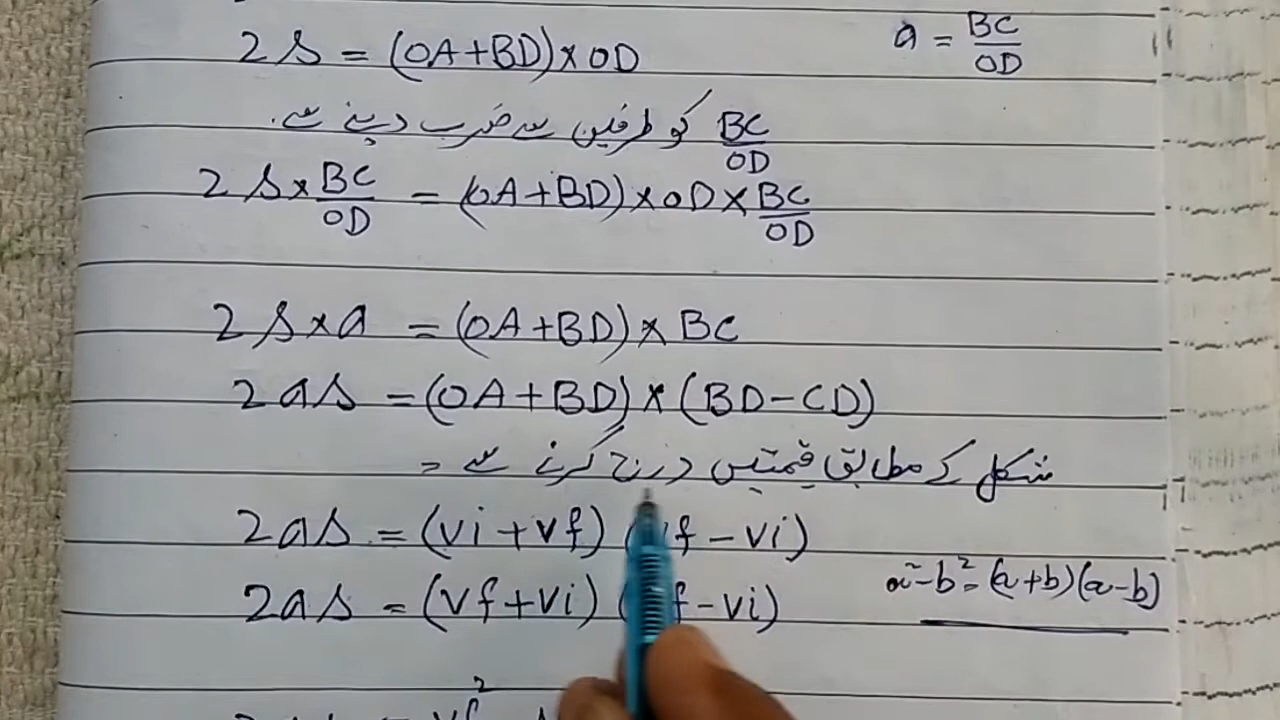 2S = (OA+BD)×OD
a = BC/OD
BC/OD کو طرفین سے ضرب دینے سے۔
2S×BC/OD = (OA+BD)×OD×BC/OD
2S×a = (OA+BD)×BC
2aS = (OA+BD)×(BD-CD)
شکل کے مطابق قیمتیں درج کرنے سے =
2aS = (Vi+Vf) ( f-Vi)
a²-b²=(a+b)(a-b)
2aS = (Vf+Vi) ( f-Vi)
= Vf²